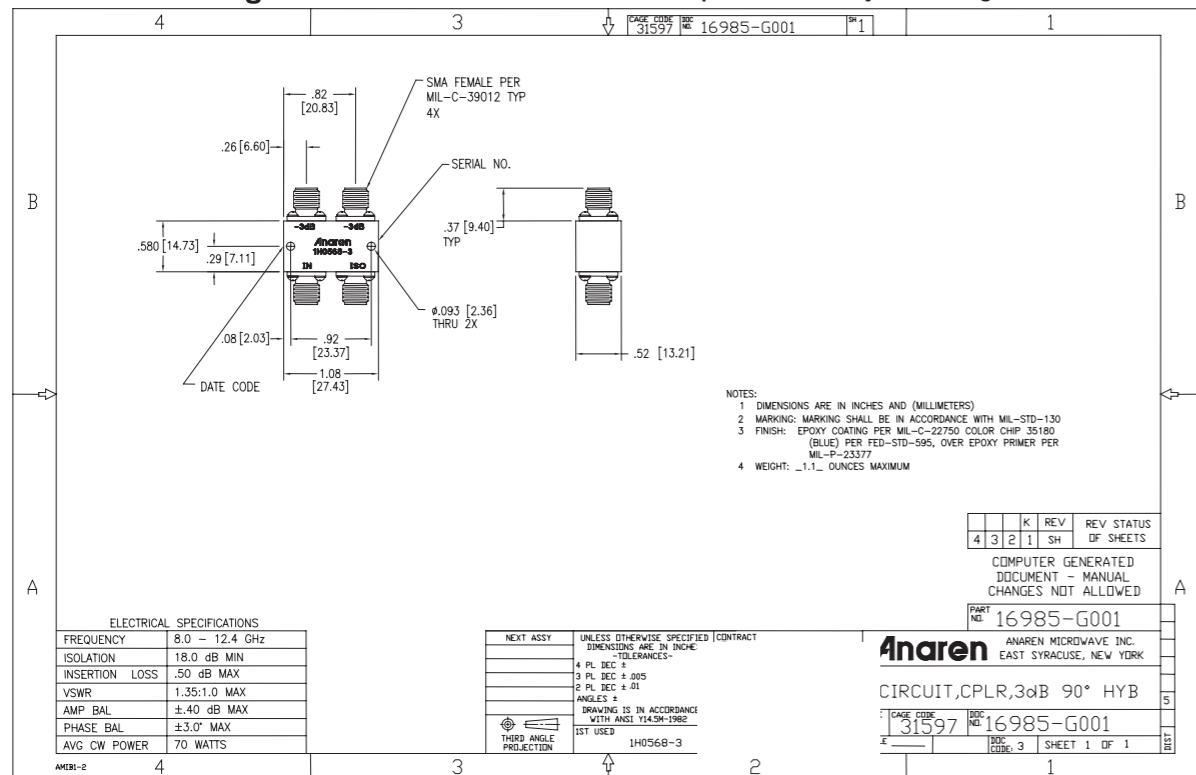 4 3 1
CAGE CODE 31597 DOC NO. 16985-G001 SH 1
SMA FEMALE PER
MIL-C-39012 TYP
4X
.82
[20.83]
.26 [6.60]
SERIAL NO.
B B
-3dB -3dB
Anaren
1H0568-3
IN ISO
.580 [14.73]
.29 [7.11]
.37 [9.40]
TYP
Ø.093 [2.36]
THRU 2X
.08 [2.03]
.92
[23.37]
1.08
[27.43]
DATE CODE
.52 [13.21]
NOTES:
1 DIMENSIONS ARE IN INCHES AND (MILLIMETERS)
2 MARKING: MARKING SHALL BE IN ACCORDANCE WITH MIL-STD-130
3 FINISH: EPOXY COATING PER MIL-C-22750 COLOR CHIP 35180
(BLUE) PER FED-STD-595, OVER EPOXY PRIMER PER
MIL-P-23377
4 WEIGHT: _1.1_ OUNCES MAXIMUM
K REV REV STATUS
4 3 2 1 SH OF SHEETS
COMPUTER GENERATED
DOCUMENT - MANUAL
CHANGES NOT ALLOWED
A A
PART NO. 16985-G001
Anaren ANAREN MICROWAVE INC.
EAST SYRACUSE, NEW YORK
CIRCUIT,CPLR,3dB 90° HYB
CAGE CODE 31597 DOC NO. 16985-G001
DOC CODE: 3 SHEET 1 OF 1
5
DIST
ELECTRICAL SPECIFICATIONS
FREQUENCY 8.0 - 12.4 GHz
ISOLATION 18.0 dB MIN
INSERTION LOSS .50 dB MAX
VSWR 1.35:1.0 MAX
AMP BAL ±.40 dB MAX
PHASE BAL ±3.0° MAX
AVG CW POWER 70 WATTS
NEXT ASSY
UNLESS OTHERWISE SPECIFIED
DIMENSIONS ARE IN INCHE
-TOLERANCES-
4 PL DEC ±
3 PL DEC ± .005
2 PL DEC ± .01
ANGLES ±
DRAWING IS IN ACCORDANCE
WITH ANSI Y14.5M-1982
1ST USED
1H0568-3
CONTRACT
THIRD ANGLE
PROJECTION
AMIB1-2 4 3 2 1